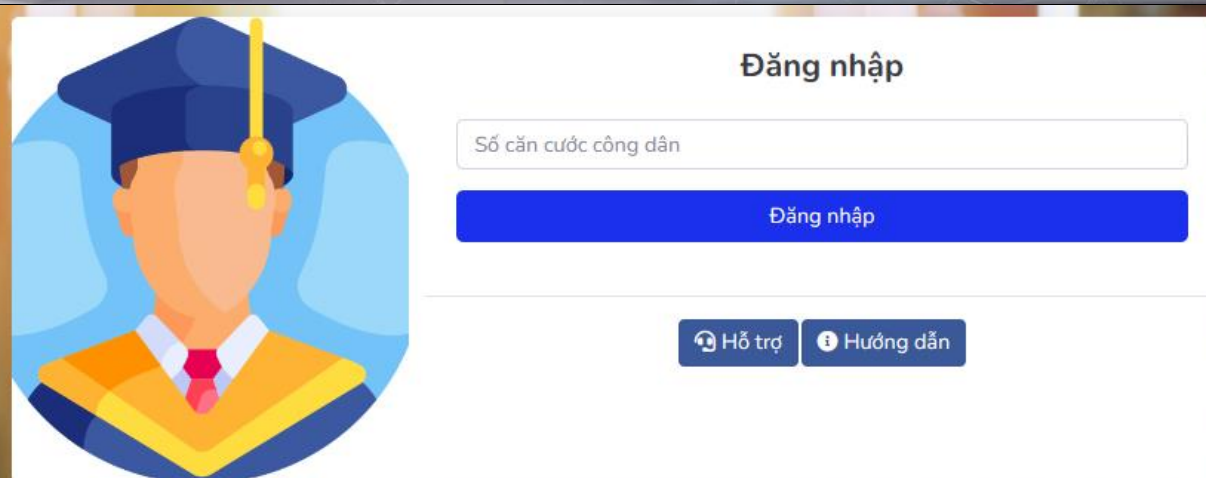 Đăng nhập
Số căn cước công dân
Đăng nhập
Hỗ trợ
Hướng dẫn